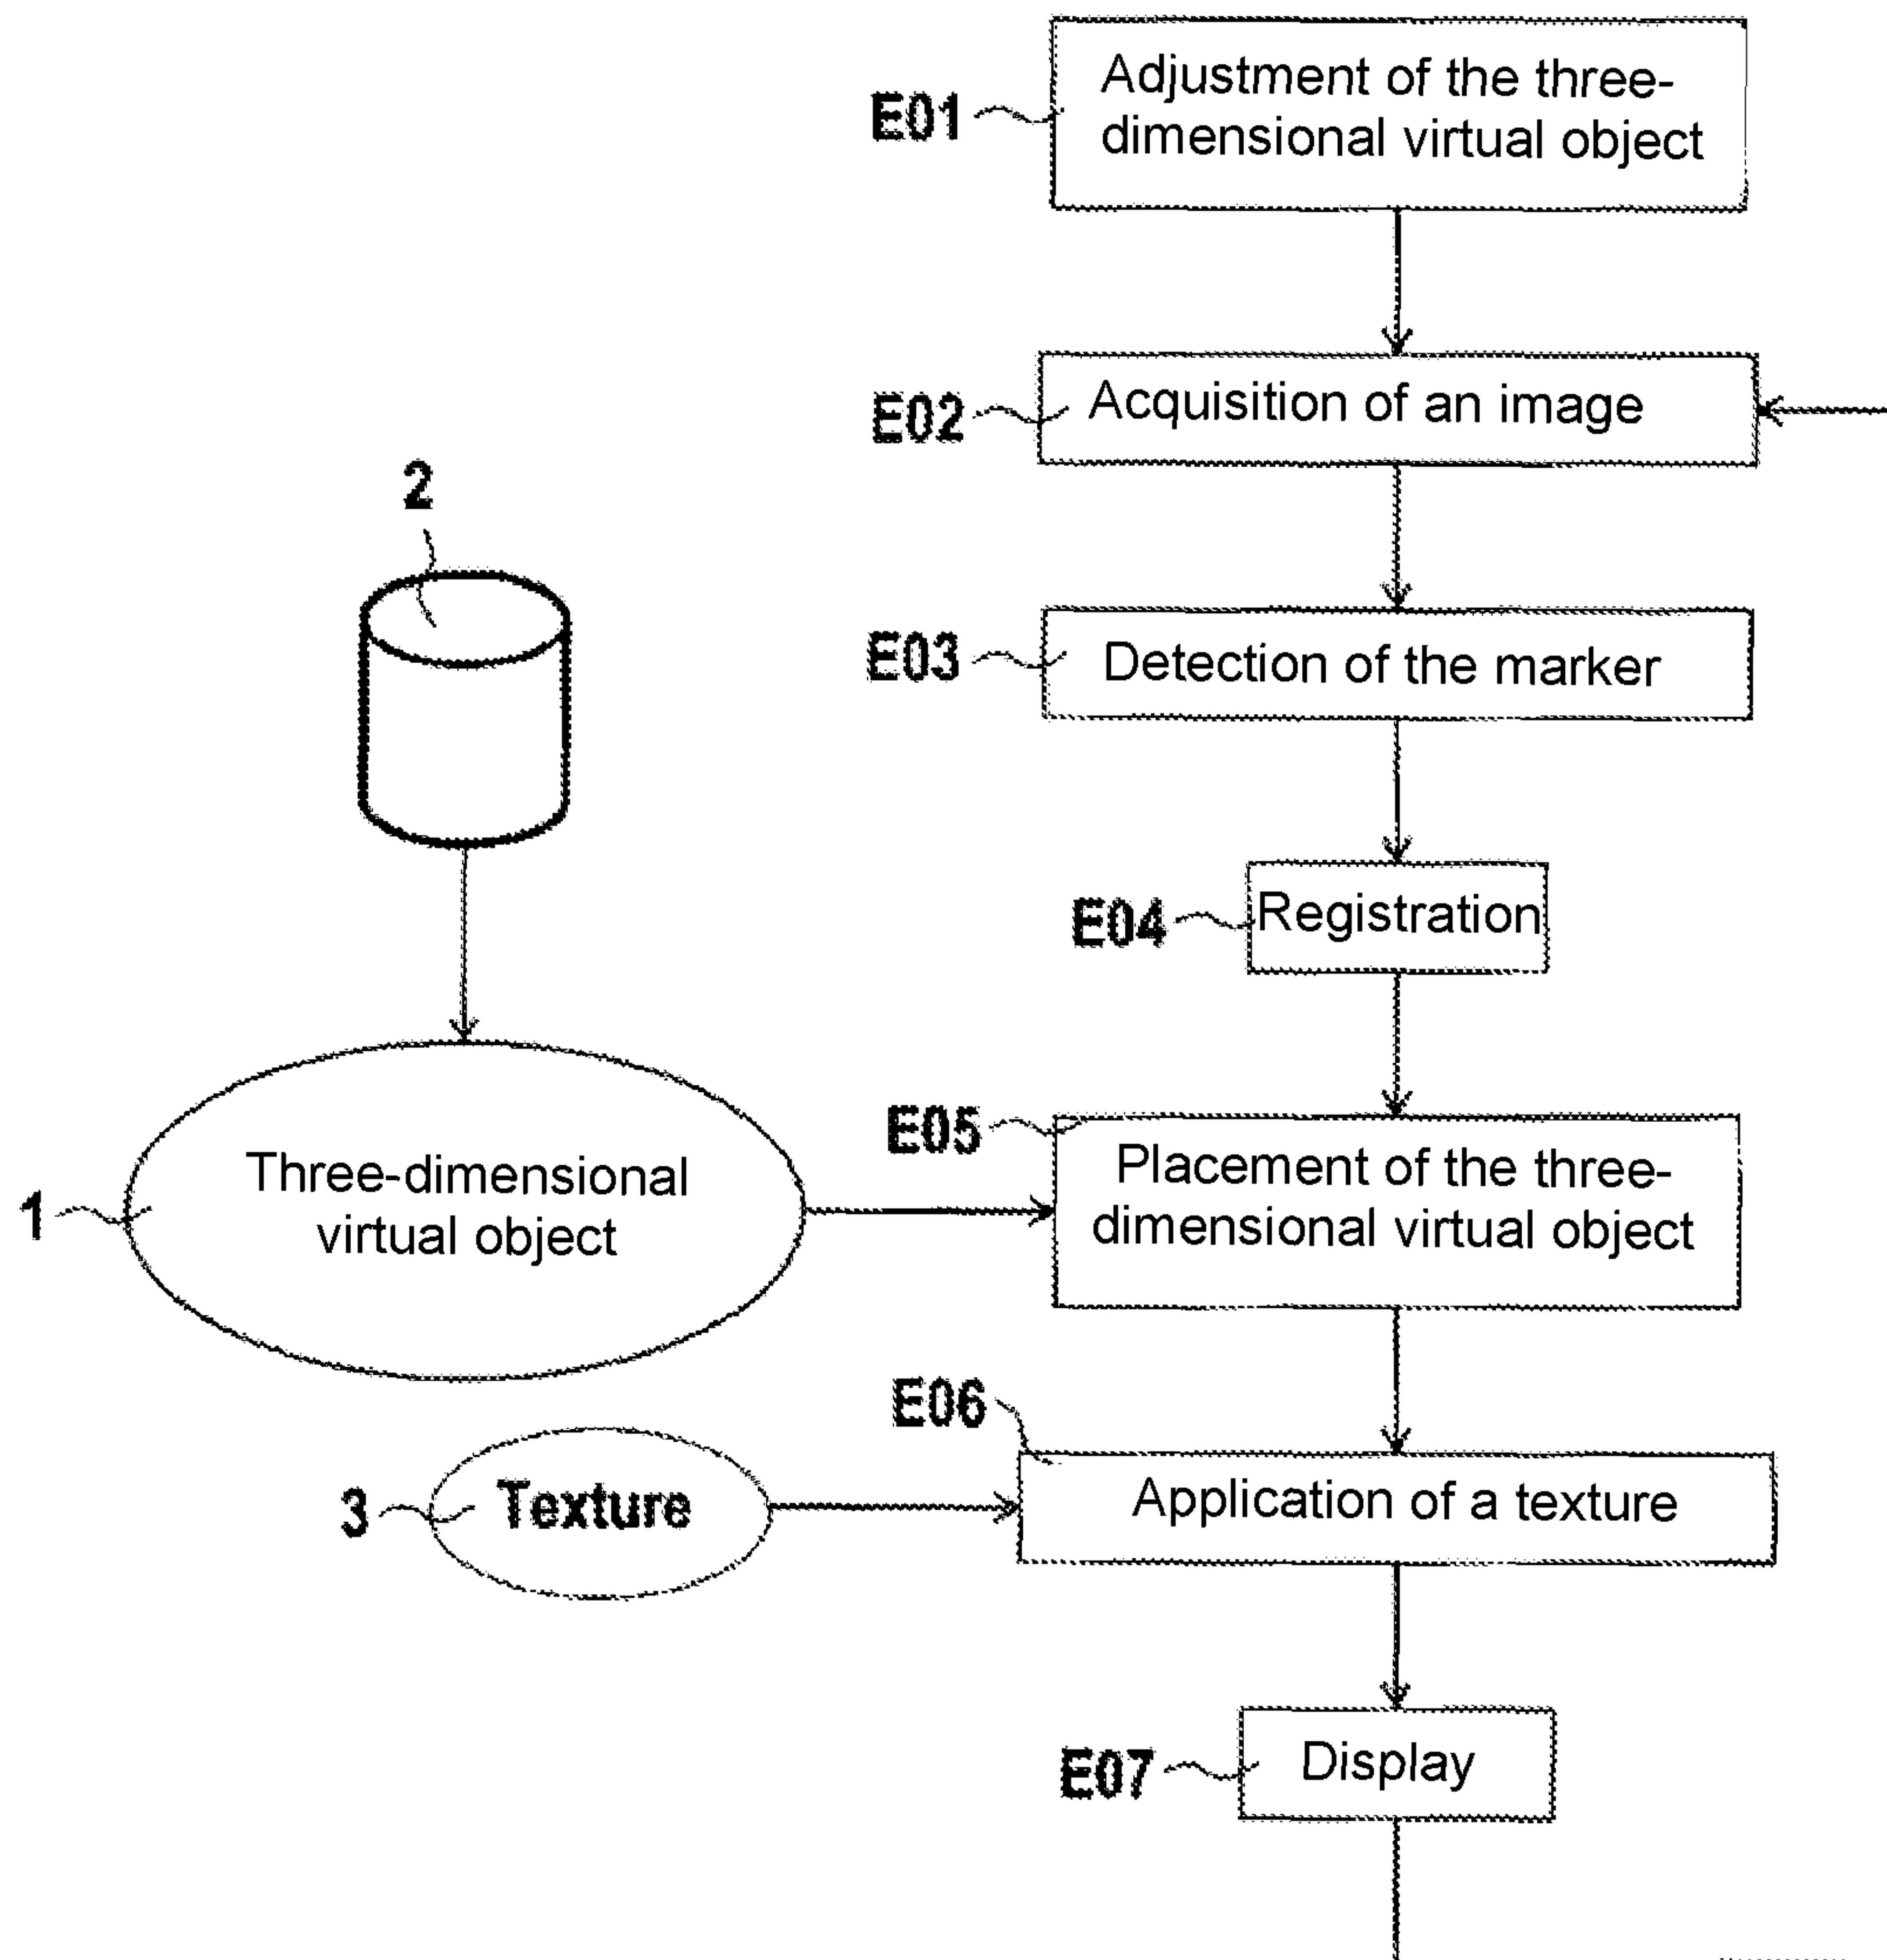 E01
Adjustment of the three-
dimensional virtual object
E02
Acquisition of an image
2
E03
Detection of the marker
E04
Registration
E05
Placement of the three-
dimensional virtual object
1
Three-dimensional
virtual object
E06
Application of a texture
3
Texture
E07
Display